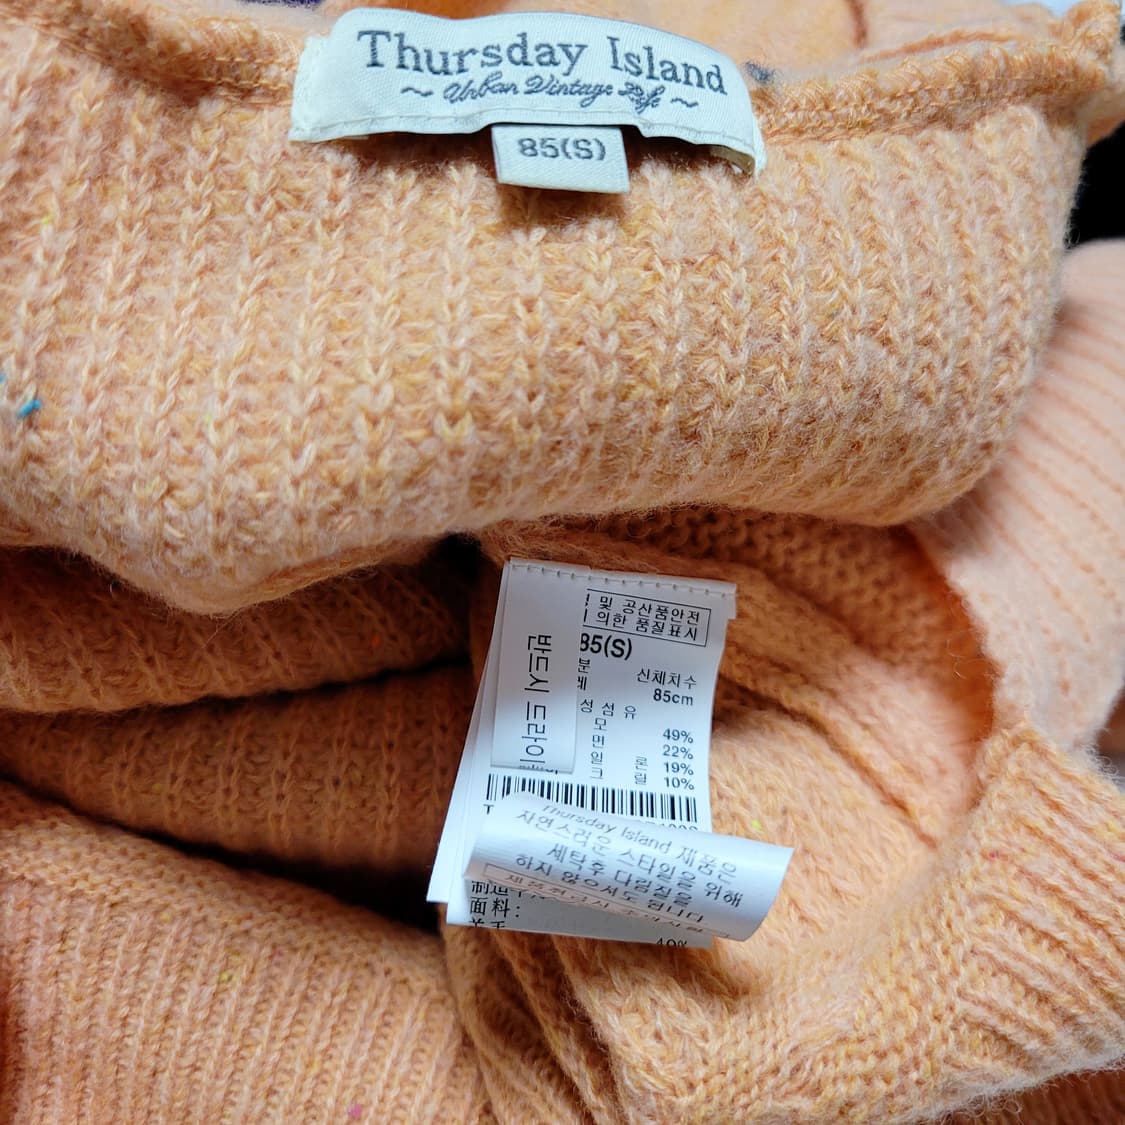 Thursday Island
~ Urban Vintage Life ~
85(S)
및 공산품안전
의한 품질표시
85(S)
신체치수
85cm
성 섬 유
모 49%
면 22%
19%
10%
반드시 드라이
Thursday Island 제품은
자연스러운 스타일을 위해
세탁후 다림질을
하지 않으셔도 됩니다
面料: